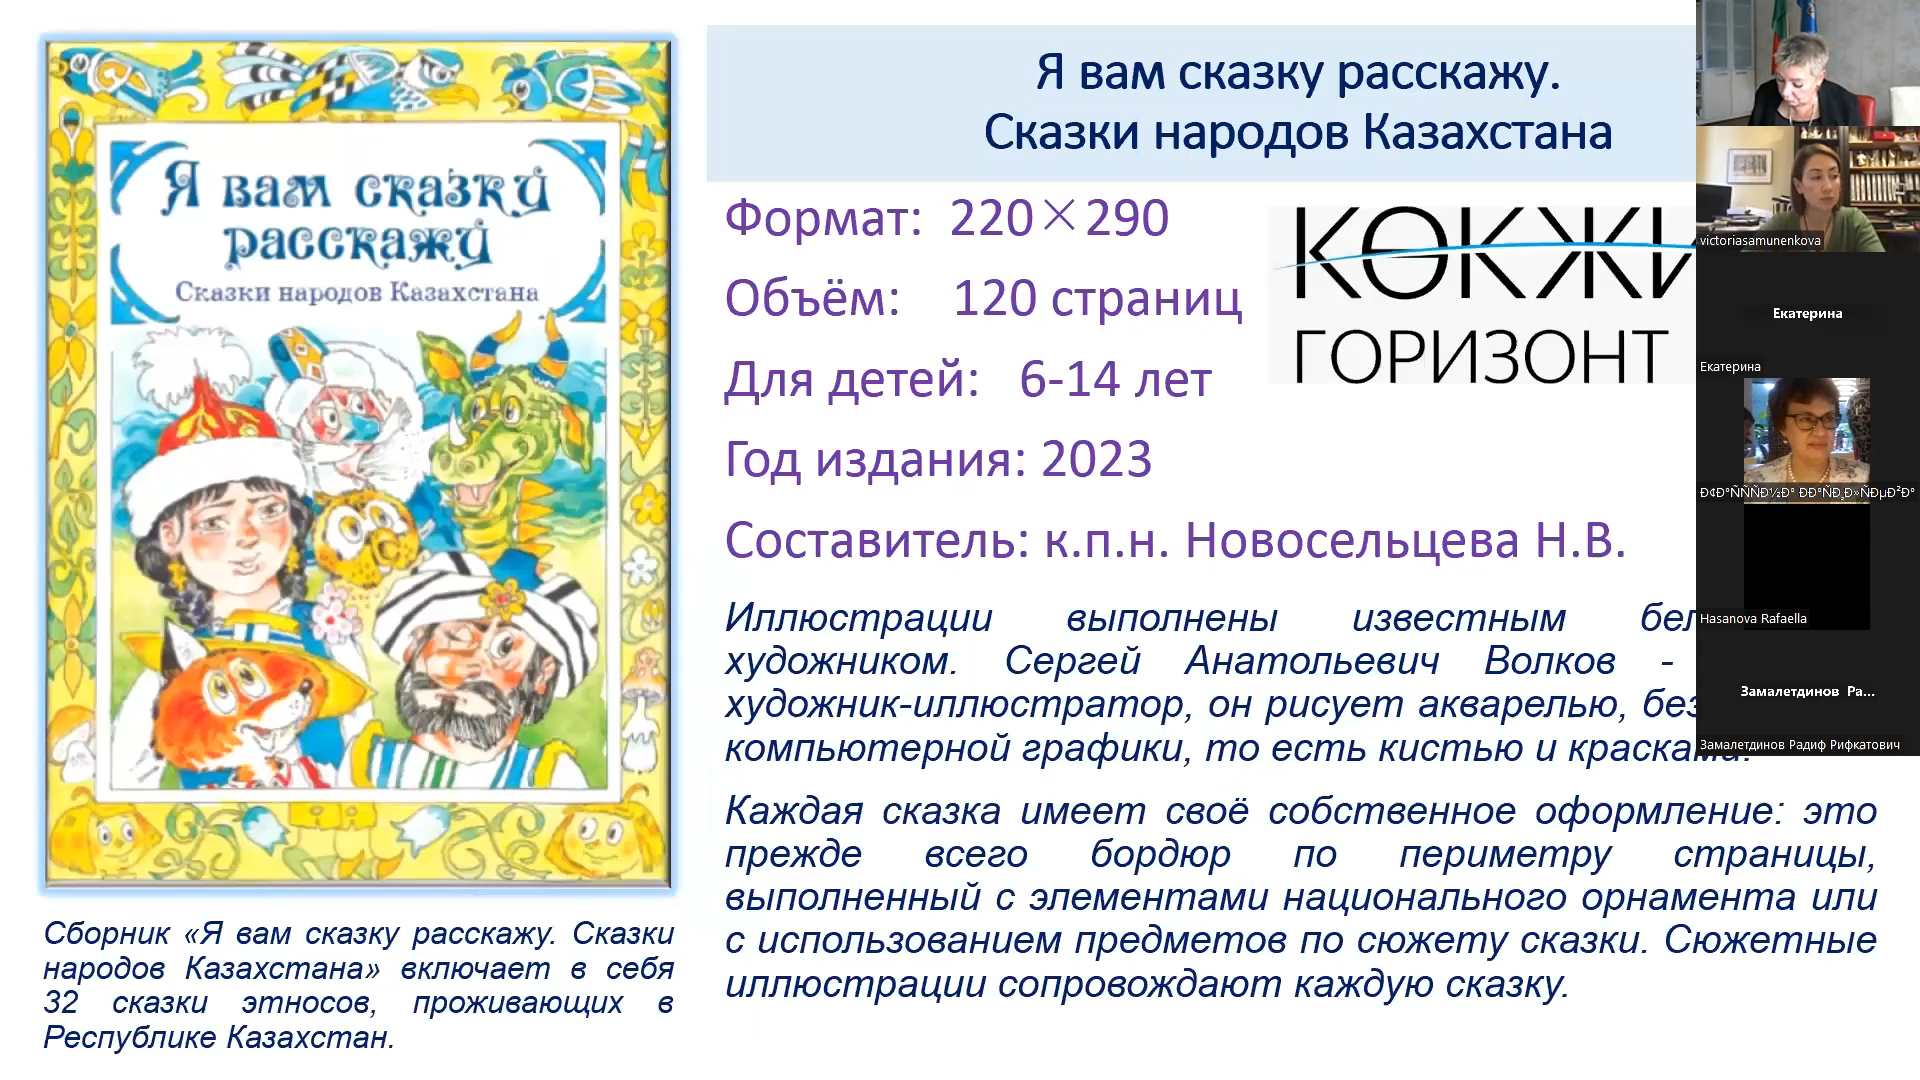 Я вам сказку
расскажу
Сказки народов Казахстана
Сборник «Я вам сказку расскажу. Сказки
народов Казахстана» включает в себя
32 сказки этносов, проживающих в
Республике Казахстан.
Я вам сказку расскажу.
Сказки народов Казахстана
Формат: 220×290
Объём: 120 страниц
Для детей: 6-14 лет
Год издания: 2023
Составитель: к.п.н. Новосельцева Н.В.
КӨКЖИ
ГОРИЗОНТ
Иллюстрации выполнены известным бел
художником. Сергей Анатольевич Волков -
художник-иллюстратор, он рисует акварелью, без
компьютерной графики, то есть кистью и красками.
Каждая сказка имеет своё собственное оформление: это
прежде всего бордюр по периметру страницы,
выполненный с элементами национального орнамента или
с использованием предметов по сюжету сказки. Сюжетные
иллюстрации сопровождают каждую сказку.
victoriasamunenkova
Екатерина
Екатерина
Hasanova Rafaella
Замалетдинов Ра...
Замалетдинов Радиф Рифкатович